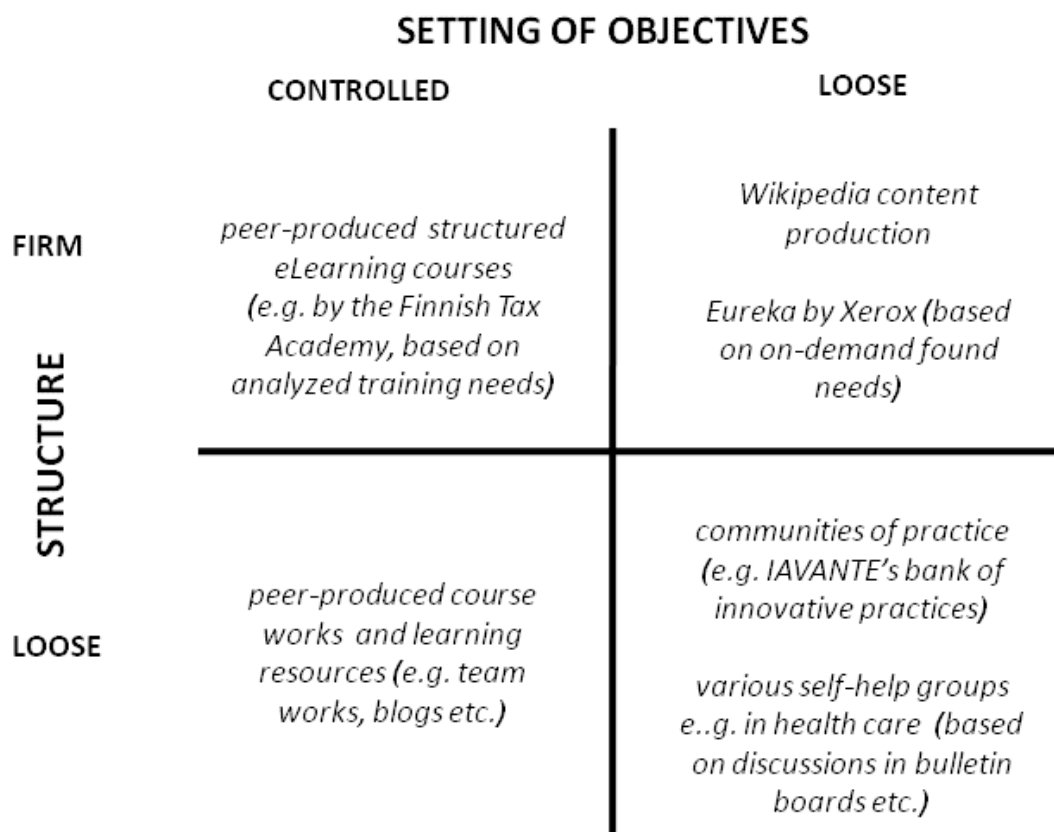 SETTING OF OBJECTIVES
CONTROLLED
LOOSE
FIRM
peer-produced structured
eLearning courses
(e.g. by the Finnish Tax
Academy, based on
analyzed training needs)
Wikipedia content
production
Eureka by Xerox (based
on on-demand found
needs)
STRUCTURE
LOOSE
peer-produced course
works and learning
resources (e.g. team
works, blogs etc.)
communities of practice
(e.g. IAVANTE's bank of
innovative practices)
various self-help groups
e..g. in health care (based
on discussions in bulletin
boards etc.)